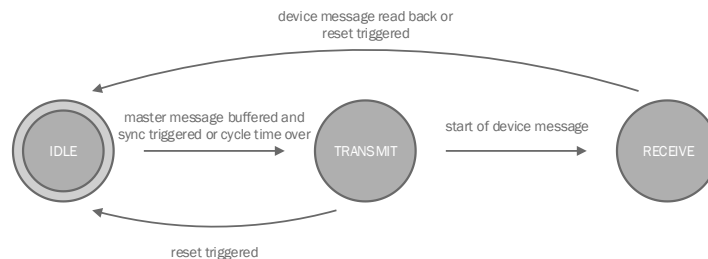 device message read back or
reset triggered
master message buffered and
sync triggered or cycle time over
start of device message
IDLE
TRANSMIT
RECEIVE
reset triggered